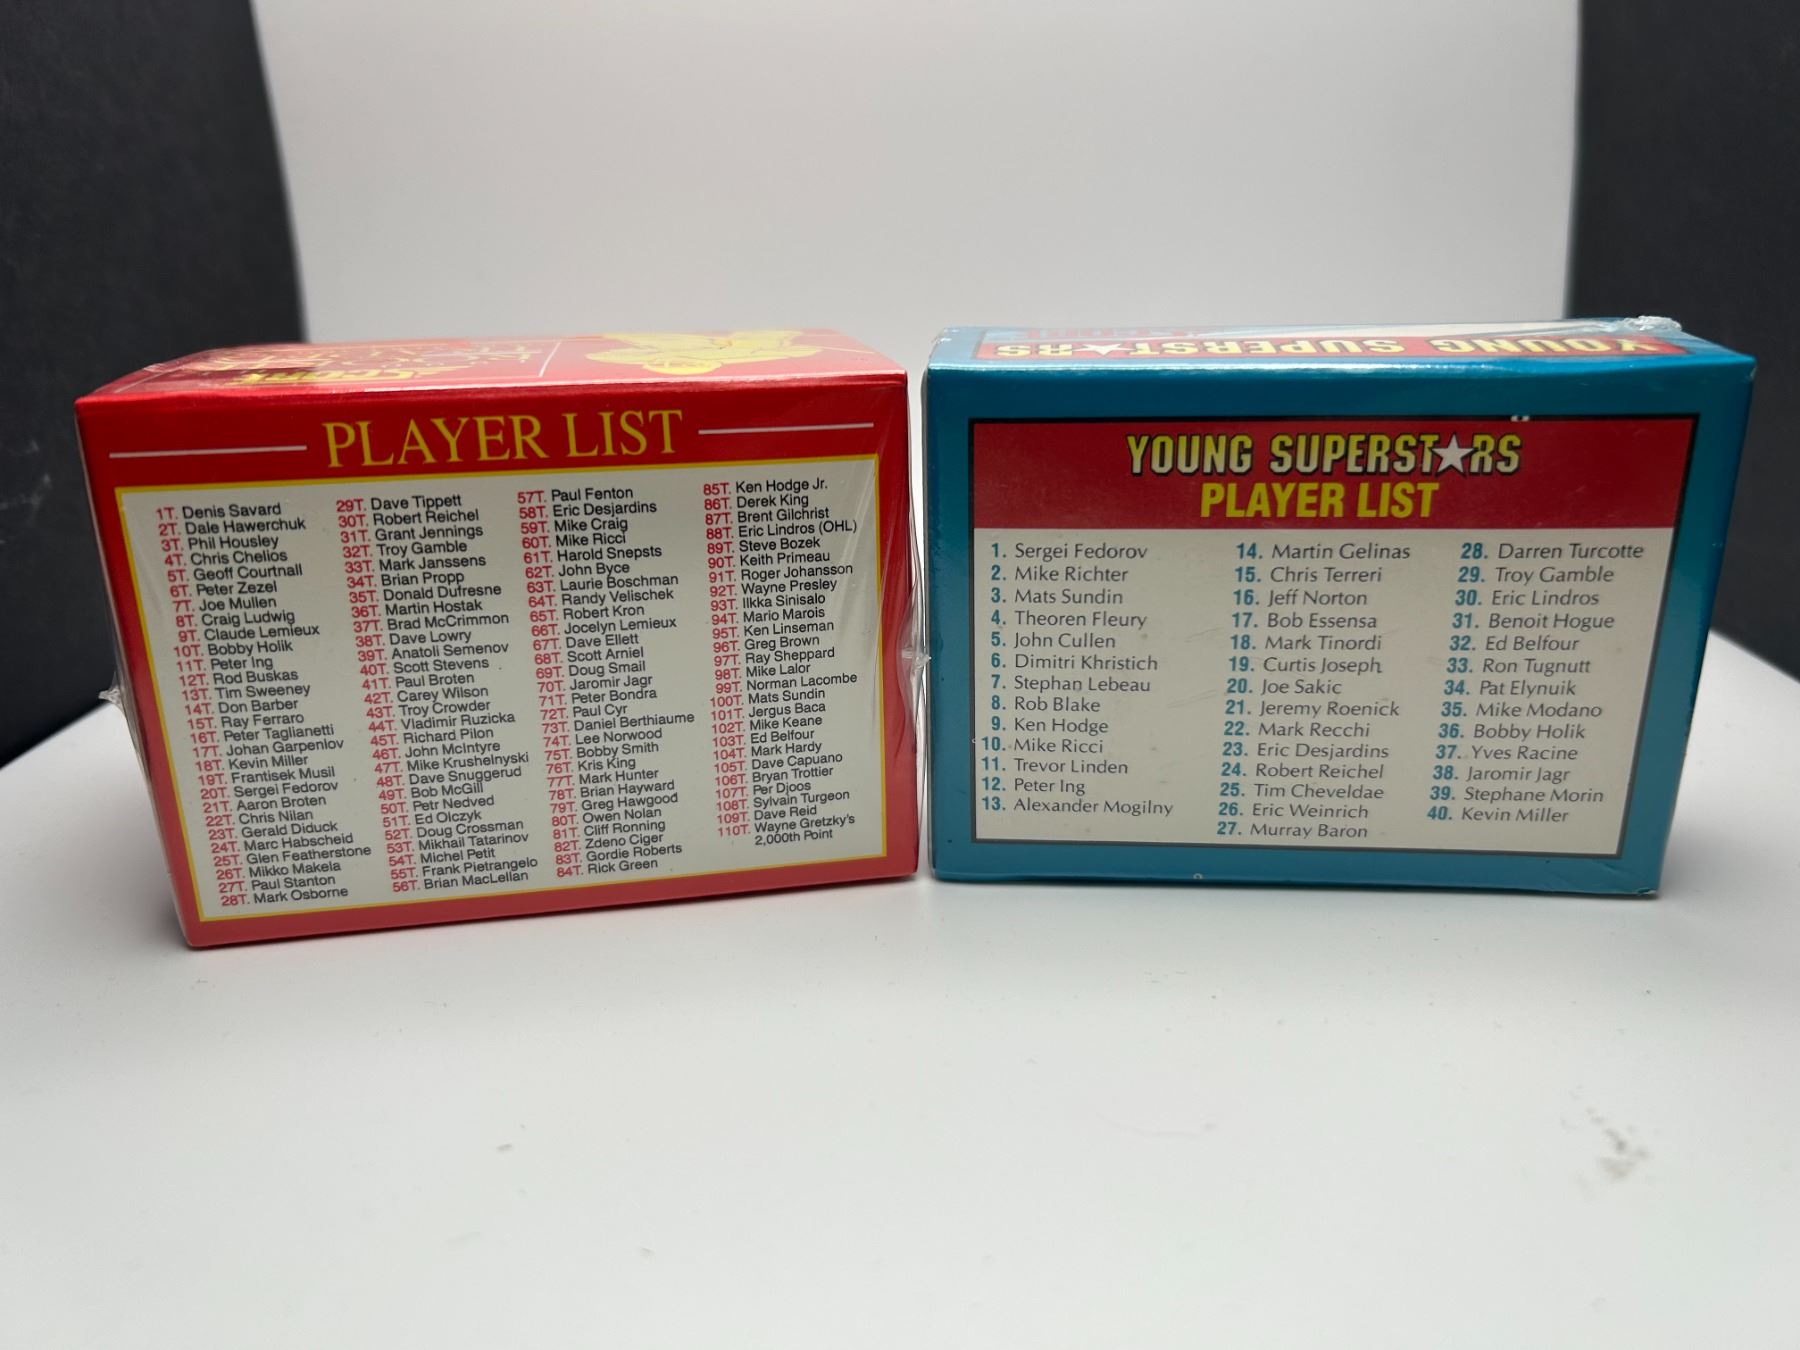 SCORE
PLAYER LIST
1T. Denis Savard
2T. Dale Hawerchuk
3T. Phil Housley
4T. Chris Chelios
5T. Geoff Courtnall
6T. Peter Zezel
7T. Joe Mullen
8T. Craig Ludwig
9T. Claude Lemieux
10T. Bobby Holik
11T. Peter Ing
12T. Rod Buskas
13T. Tim Sweeney
14T. Don Barber
15T. Ray Ferraro
16T. Peter Taglianetti
17T. Johan Garpenlov
18T. Kevin Miller
19T. Frantisek Musil
20T. Sergei Fedorov
21T. Aaron Broten
22T. Chris Nilan
23T. Gerald Diduck
24T. Marc Habscheid
25T. Glen Featherstone
26T. Mikko Makela
27T. Paul Stanton
28T. Mark Osborne
29T. Dave Tippett
30T. Robert Reichel
31T. Grant Jennings
32T. Troy Gamble
33T. Mark Janssens
34T. Brian Propp
35T. Donald Dufresne
36T. Martin Hostak
37T. Brad McCrimmon
38T. Dave Lowry
39T. Anatoli Semenov
40T. Scott Stevens
41T. Paul Broten
42T. Carey Wilson
43T. Troy Crowder
44T. Vladimir Ruzicka
45T. Richard Pilon
46T. John McIntyre
47T. Mike Krushelnyski
48T. Dave Snuggerud
49T. Bob McGill
50T. Petr Nedved
51T. Ed Olczyk
52T. Doug Crossman
53T. Mikhail Tatarinov
54T. Michel Petit
55T. Frank Pietrangelo
56T. Brian MacLellan
57T. Paul Fenton
58T. Eric Desjardins
59T. Mike Craig
60T. Mike Ricci
61T. Harold Snepsts
62T. John Byce
63T. Laurie Boschman
64T. Randy Velischek
65T. Robert Kron
66T. Jocelyn Lemieux
67T. Dave Ellett
68T. Scott Arniel
69T. Doug Smail
70T. Jaromir Jagr
71T. Peter Bondra
72T. Paul Cyr
73T. Daniel Berthiaume
74T. Lee Norwood
75T. Bobby Smith
76T. Kris King
77T. Mark Hunter
78T. Brian Hayward
79T. Greg Hawgood
80T. Owen Nolan
81T. Cliff Ronning
82T. Zdeno Ciger
83T. Gordie Roberts
84T. Rick Green
85T. Ken Hodge Jr.
86T. Derek King
87T. Brent Gilchrist
88T. Eric Lindros (OHL)
89T. Steve Bozek
90T. Keith Primeau
91T. Roger Johansson
92T. Wayne Presley
93T. Ilkka Sinisalo
94T. Mario Marois
95T. Ken Linseman
96T. Greg Brown
97T. Ray Sheppard
98T. Mike Lalor
99T. Norman Lacombe
100T. Mats Sundin
101T. Jergus Baca
102T. Mike Keane
103T. Ed Belfour
104T. Mark Hardy
105T. Dave Capuano
106T. Bryan Trottier
107T. Per Djoos
108T. Sylvain Turgeon
109T. Dave Reid
110T. Wayne Gretzky's
2,000th Point
YOUNG SUPERSTARS
YOUNG SUPERSTARS
PLAYER LIST
1. Sergei Fedorov
2. Mike Richter
3. Mats Sundin
4. Theoren Fleury
5. John Cullen
6. Dimitri Khristich
7. Stephan Lebeau
8. Rob Blake
9. Ken Hodge
10. Mike Ricci
11. Trevor Linden
12. Peter Ing
13. Alexander Mogilny
14. Martin Gelinas
15. Chris Terreri
16. Jeff Norton
17. Bob Essensa
18. Mark Tinordi
19. Curtis Joseph
20. Joe Sakic
21. Jeremy Roenick
22. Mark Recchi
23. Eric Desjardins
24. Robert Reichel
25. Tim Cheveldae
26. Eric Weinrich
27. Murray Baron
28. Darren Turcotte
29. Troy Gamble
30. Eric Lindros
31. Benoit Hogue
32. Ed Belfour
33. Ron Tugnutt
34. Pat Elynuik
35. Mike Modano
36. Bobby Holik
37. Yves Racine
38. Jaromir Jagr
39. Stephane Morin
40. Kevin Miller